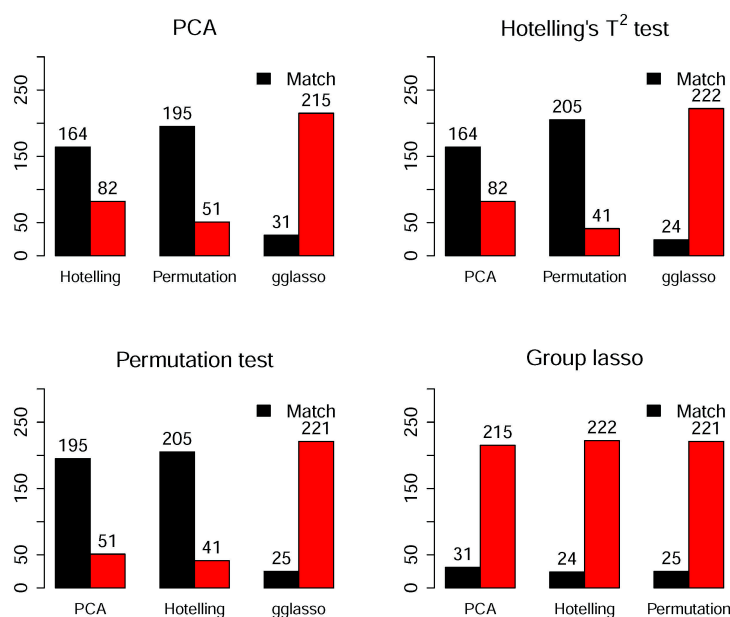 PCA
Match
0 50 150 250
164 82 195 51 31 215
Hotelling Permutation gglasso
Hotelling's T² test
Match
0 50 150 250
164 82 205 41 24 222
PCA Permutation gglasso
Permutation test
Match
0 50 150 250
195 51 205 41 25 221
PCA Hotelling gglasso
Group lasso
Match
0 50 150 250
31 215 24 222 25 221
PCA Hotelling Permutation